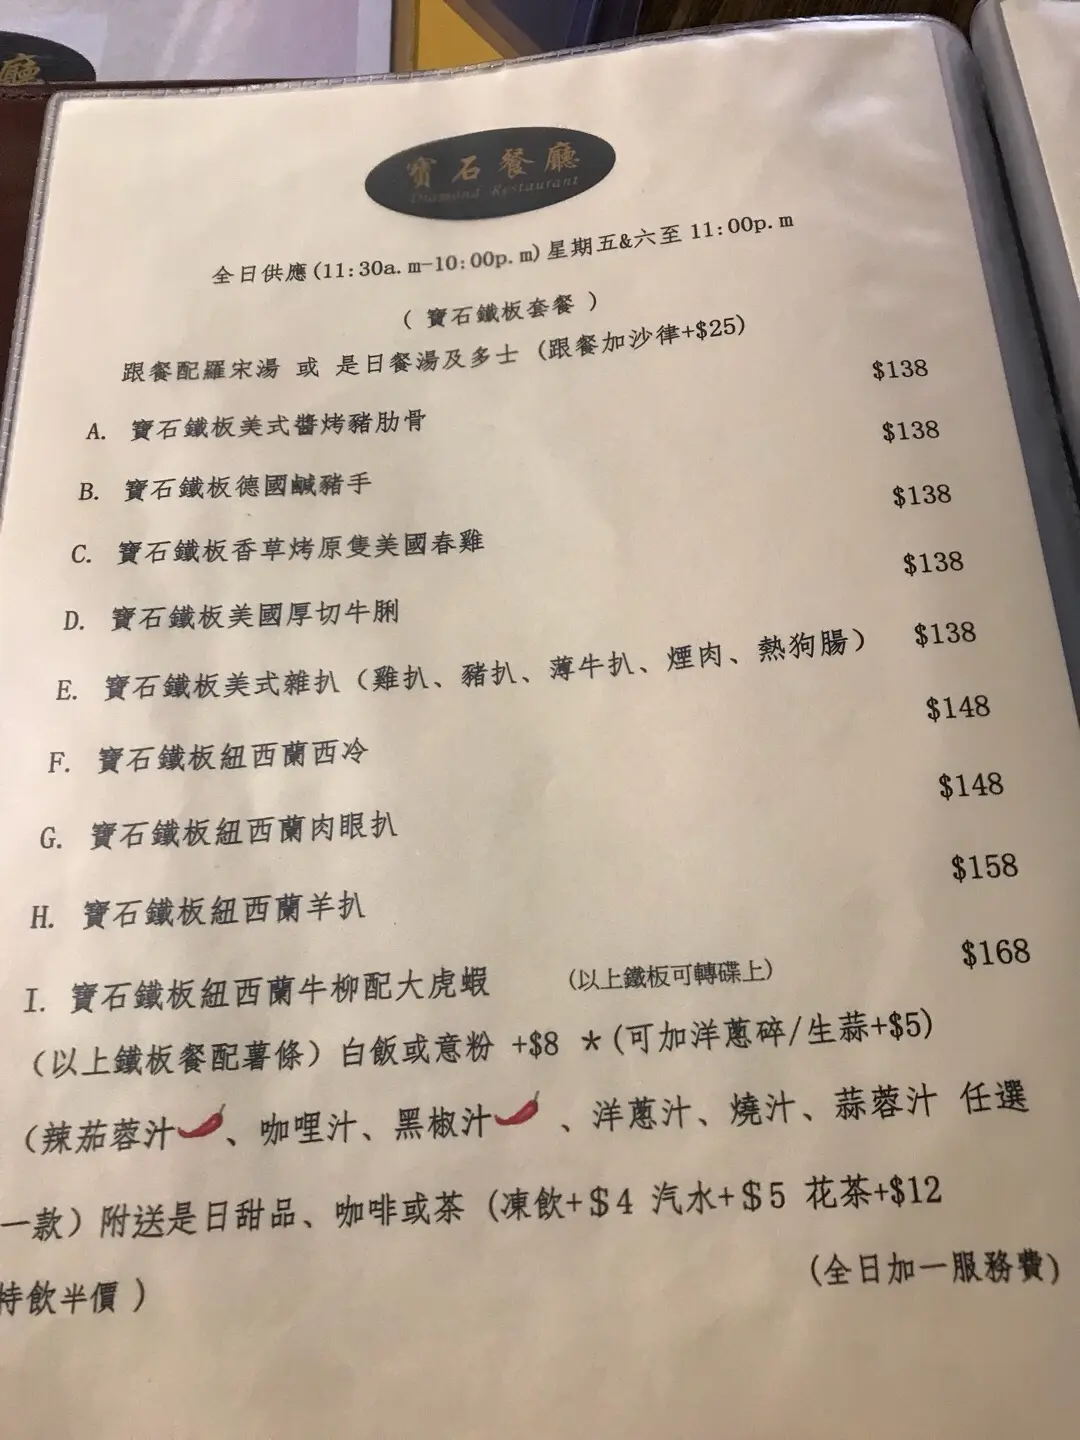 廳
寶石餐廳
Diamond Restaurant
全日供應(11:30a.m-10:00p.m)星期五&六至 11:00p.m
( 寶石鐵板套餐 )
跟餐配羅宋湯 或 是日餐湯及多士 (跟餐加沙律+$25)
A. 寶石鐵板美式醬烤豬肋骨 $138
B. 寶石鐵板德國鹹豬手 $138
C. 寶石鐵板香草烤原隻美國春雞 $138
D. 寶石鐵板美國厚切牛脷 $138
E. 寶石鐵板美式雜扒（雞扒、豬扒、薄牛扒、煙肉、熱狗腸） $138
F. 寶石鐵板紐西蘭西冷 $148
G. 寶石鐵板紐西蘭肉眼扒 $148
H. 寶石鐵板紐西蘭羊扒 $158
I. 寶石鐵板紐西蘭牛柳配大虎蝦 (以上鐵板可轉碟上) $168
（以上鐵板餐配薯條）白飯或意粉 +$8 *(可加洋蔥碎/生蒜+$5)
（辣茄蓉汁、咖哩汁、黑椒汁、洋蔥汁、燒汁、蒜蓉汁 任選
一款）附送是日甜品、咖啡或茶 (凍飲+$4 汽水+$5 花茶+$12
特飲半價 )
(全日加一服務費)